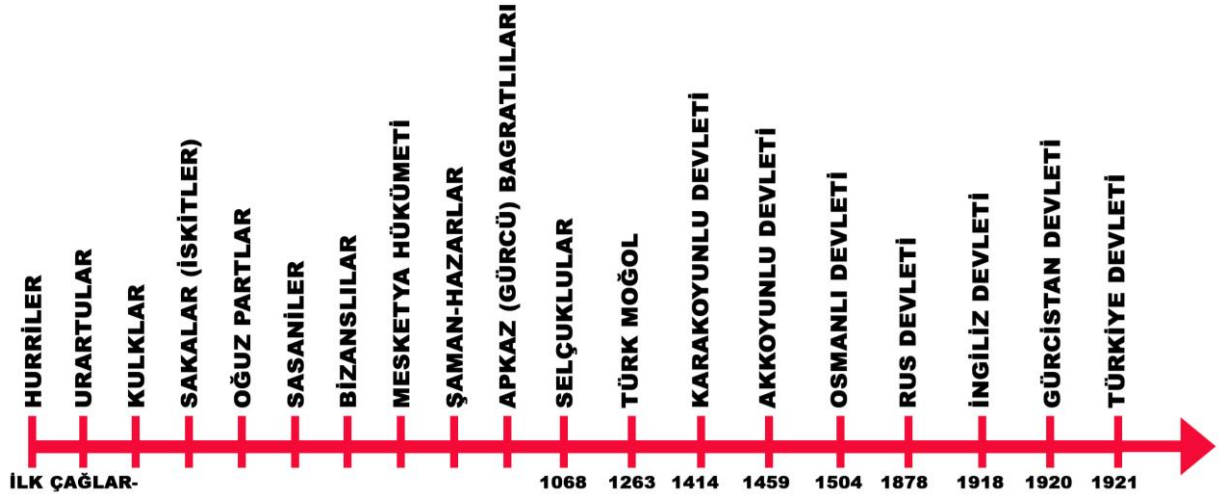 HURRİLER
URARTULAR
KULKLAR
SAKALAR (İSKİTLER)
OĞUZ PARTLAR
SASANİLER
BİZANSLILAR
MESKETYA HÜKÜMETİ
ŞAMAN-HAZARLAR
APKAZ (GÜRCÜ) BAGRATLILARI
SELÇUKLULAR
TÜRK MOĞOL
KARAKOYUNLU DEVLETİ
AKKOYUNLU DEVLETİ
OSMANLI DEVLETİ
RUS DEVLETİ
İNGİLİZ DEVLETİ
GÜRCİSTAN DEVLETİ
TÜRKİYE DEVLETİ
İLK ÇAĞLAR-
1068
1263
1414
1459
1504
1878
1918
1920
1921